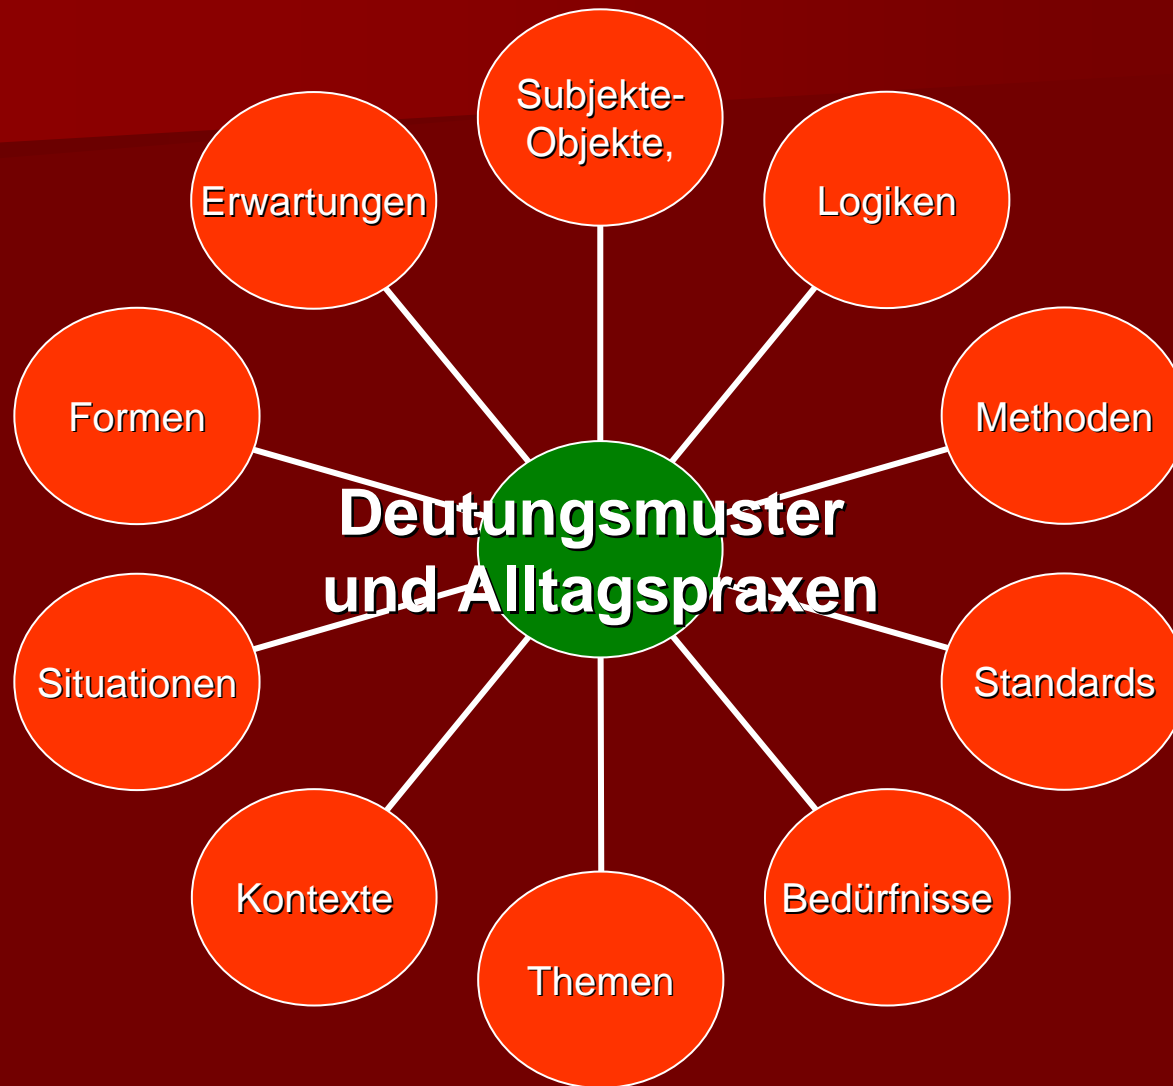 Subjekte-
Objekte,
Erwartungen
Logiken
Formen
Methoden
Deutungsmuster
und Alltagspraxen
Situationen
Standards
Kontexte
Bedürfnisse
Themen